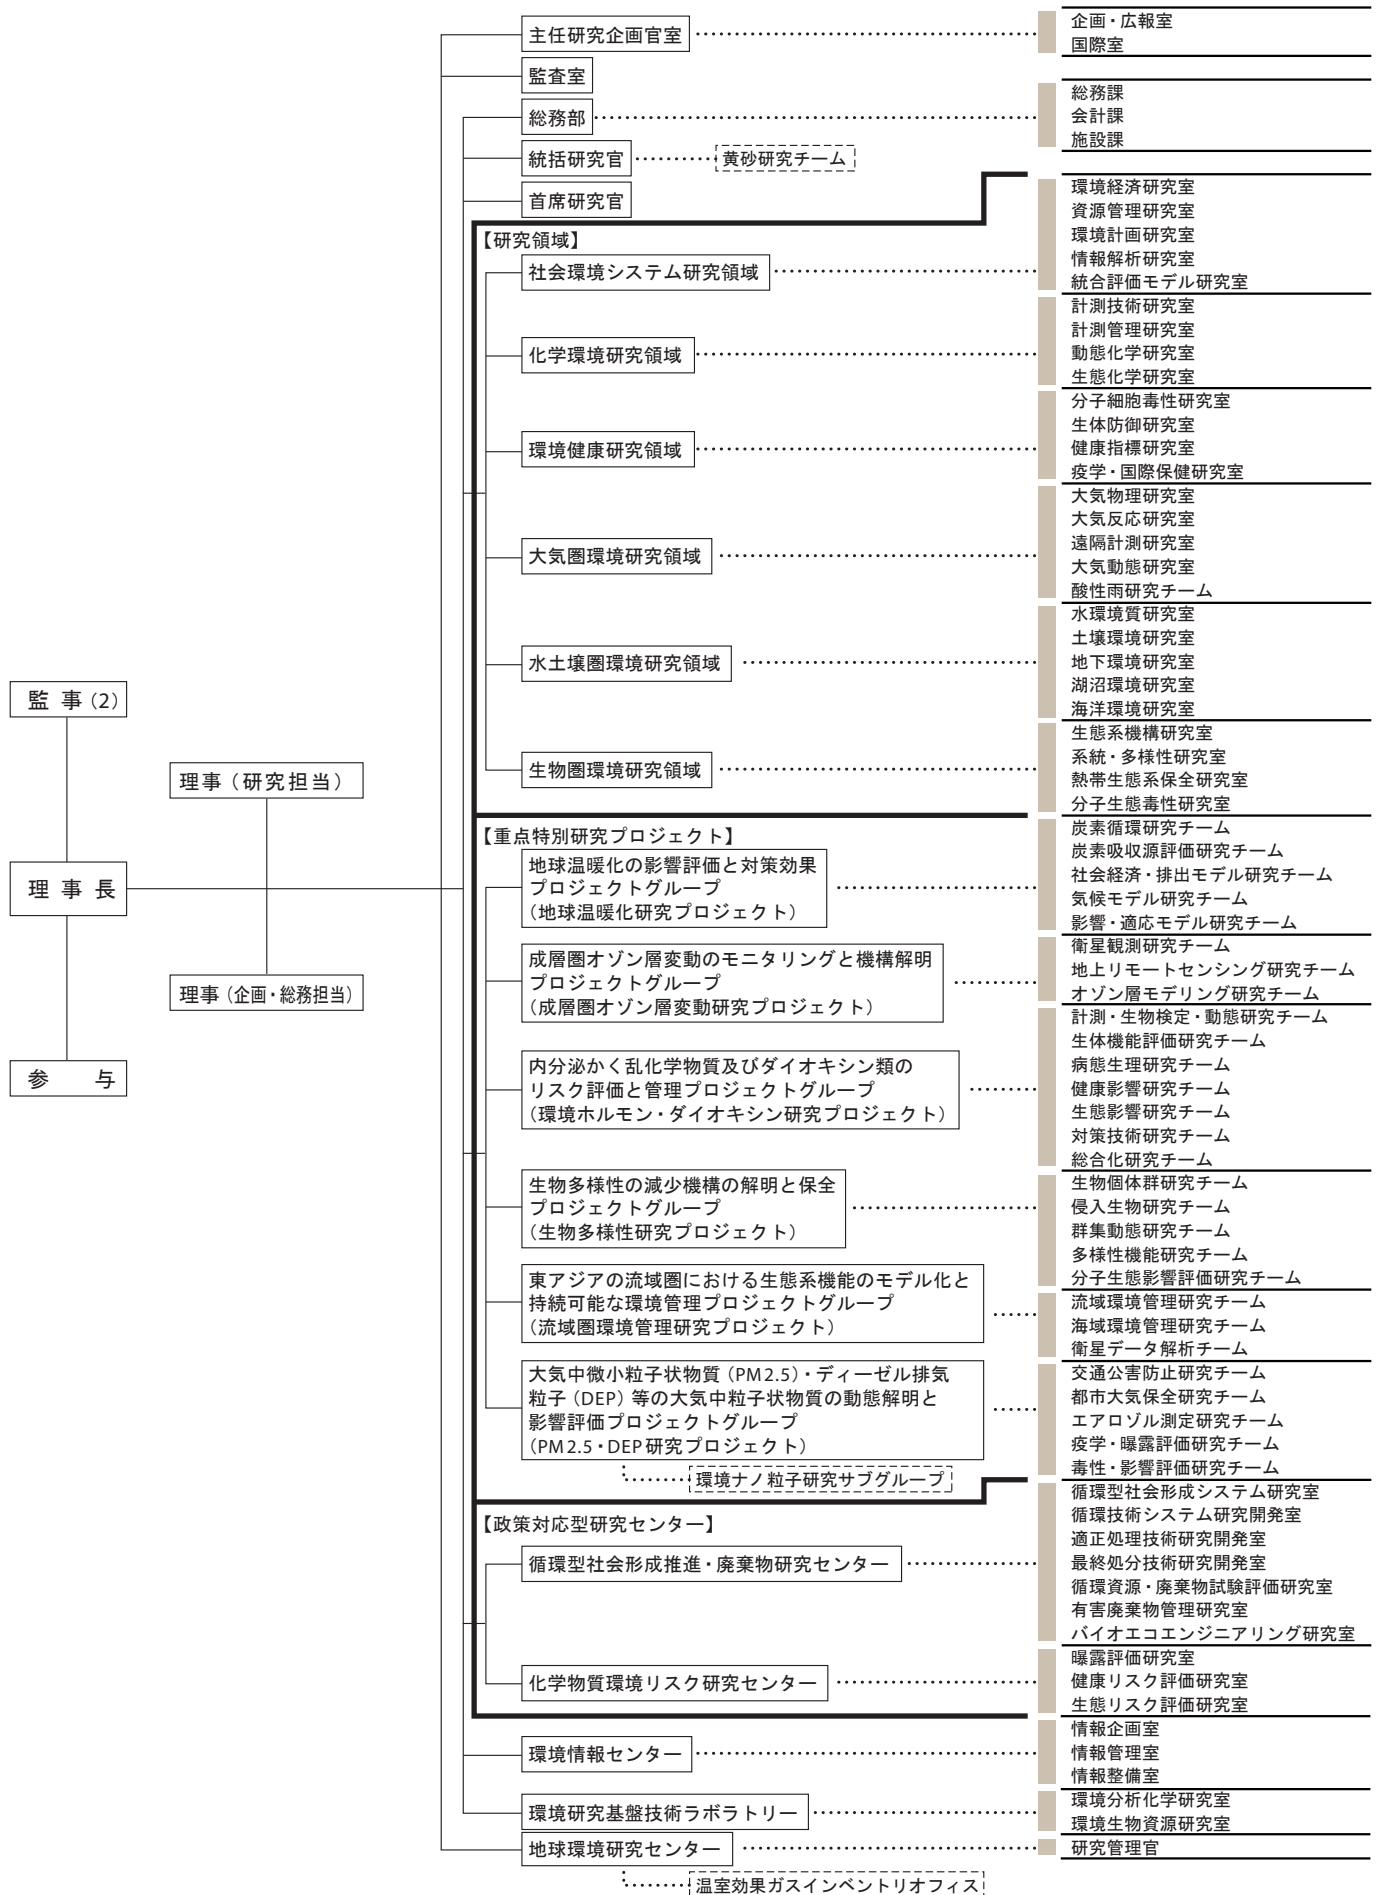 主任研究企画官室
企画・広報室
国際室
監査室
総務部
総務課
会計課
施設課
統括研究官
黄砂研究チーム
首席研究官
【研究領域】
社会環境システム研究領域
環境経済研究室
資源管理研究室
環境計画研究室
情報解析研究室
統合評価モデル研究室
化学環境研究領域
計測技術研究室
計測管理研究室
動態化学研究室
生態化学研究室
環境健康研究領域
分子細胞毒性研究室
生体防御研究室
健康指標研究室
疫学・国際保健研究室
大気圏環境研究領域
大気物理研究室
大気反応研究室
遠隔計測研究室
大気動態研究室
酸性雨研究チーム
水土壌圏環境研究領域
水環境質研究室
土壌環境研究室
地下環境研究室
湖沼環境研究室
海洋環境研究室
生物圏環境研究領域
生態系機構研究室
系統・多様性研究室
熱帯生態系保全研究室
分子生態毒性研究室
監 事（2）
理事（研究担当）
理 事 長
理事（企画・総務担当）
参 与
【重点特別研究プロジェクト】
地球温暖化の影響評価と対策効果
プロジェクトグループ
（地球温暖化研究プロジェクト）
炭素循環研究チーム
炭素吸収源評価研究チーム
社会経済・排出モデル研究チーム
気候モデル研究チーム
影響・適応モデル研究チーム
成層圏オゾン層変動のモニタリングと機構解明
プロジェクトグループ
（成層圏オゾン層変動研究プロジェクト）
衛星観測研究チーム
地上リモートセンシング研究チーム
オゾン層モデリング研究チーム
内分泌かく乱化学物質及びダイオキシン類の
リスク評価と管理プロジェクトグループ
（環境ホルモン・ダイオキシン研究プロジェクト）
計測・生物検定・動態研究チーム
生体機能評価研究チーム
病態生理研究チーム
健康影響研究チーム
生態影響研究チーム
対策技術研究チーム
総合化研究チーム
生物多様性の減少機構の解明と保全
プロジェクトグループ
（生物多様性研究プロジェクト）
生物個体群研究チーム
侵入生物研究チーム
群集動態研究チーム
多様性機能研究チーム
分子生態影響評価研究チーム
東アジアの流域圏における生態系機能のモデル化と
持続可能な環境管理プロジェクトグループ
（流域圏環境管理研究プロジェクト）
流域環境管理研究チーム
海域環境管理研究チーム
衛星データ解析チーム
大気中微小粒子状物質（PM2.5）・ディーゼル排気
粒子（DEP）等の大気中粒子状物質の動態解明と
影響評価プロジェクトグループ
（PM2.5・DEP研究プロジェクト）
交通公害防止研究チーム
都市大気保全研究チーム
エアロゾル測定研究チーム
疫学・曝露評価研究チーム
毒性・影響評価研究チーム
環境ナノ粒子研究サブグループ
【政策対応型研究センター】
循環型社会形成推進・廃棄物研究センター
循環型社会形成システム研究室
循環技術システム研究開発室
適正処理技術研究開発室
最終処分技術研究開発室
循環資源・廃棄物試験評価研究室
有害廃棄物管理研究室
バイオエコエンジニアリング研究室
化学物質環境リスク研究センター
曝露評価研究室
健康リスク評価研究室
生態リスク評価研究室
環境情報センター
情報企画室
情報管理室
情報整備室
環境研究基盤技術ラボラトリー
環境分析化学研究室
環境生物資源研究室
地球環境研究センター
研究管理官
温室効果ガスインベントリオフィス